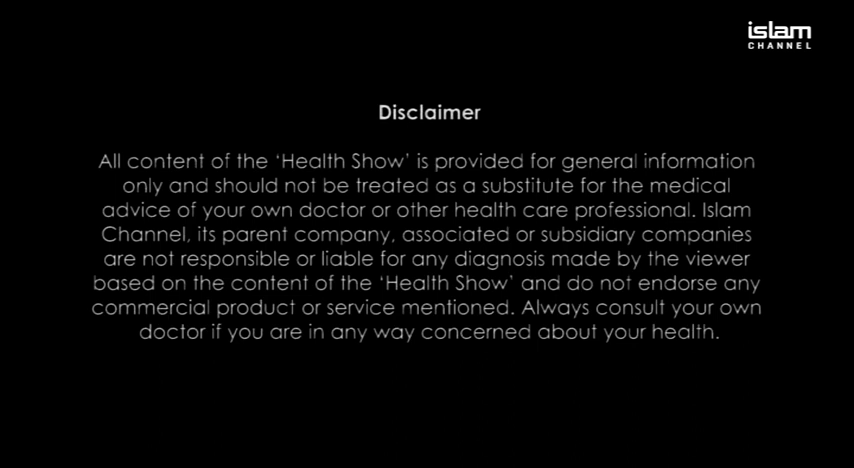 islam
CHANNEL
Disclaimer
All content of the ‘Health Show’ is provided for general information
only and should not be treated as a substitute for the medical
advice of your own doctor or other health care professional. Islam
Channel, its parent company, associated or subsidiary companies
are not responsible or liable for any diagnosis made by the viewer
based on the content of the ‘Health Show’ and do not endorse any
commercial product or service mentioned. Always consult your own
doctor if you are in any way concerned about your health.